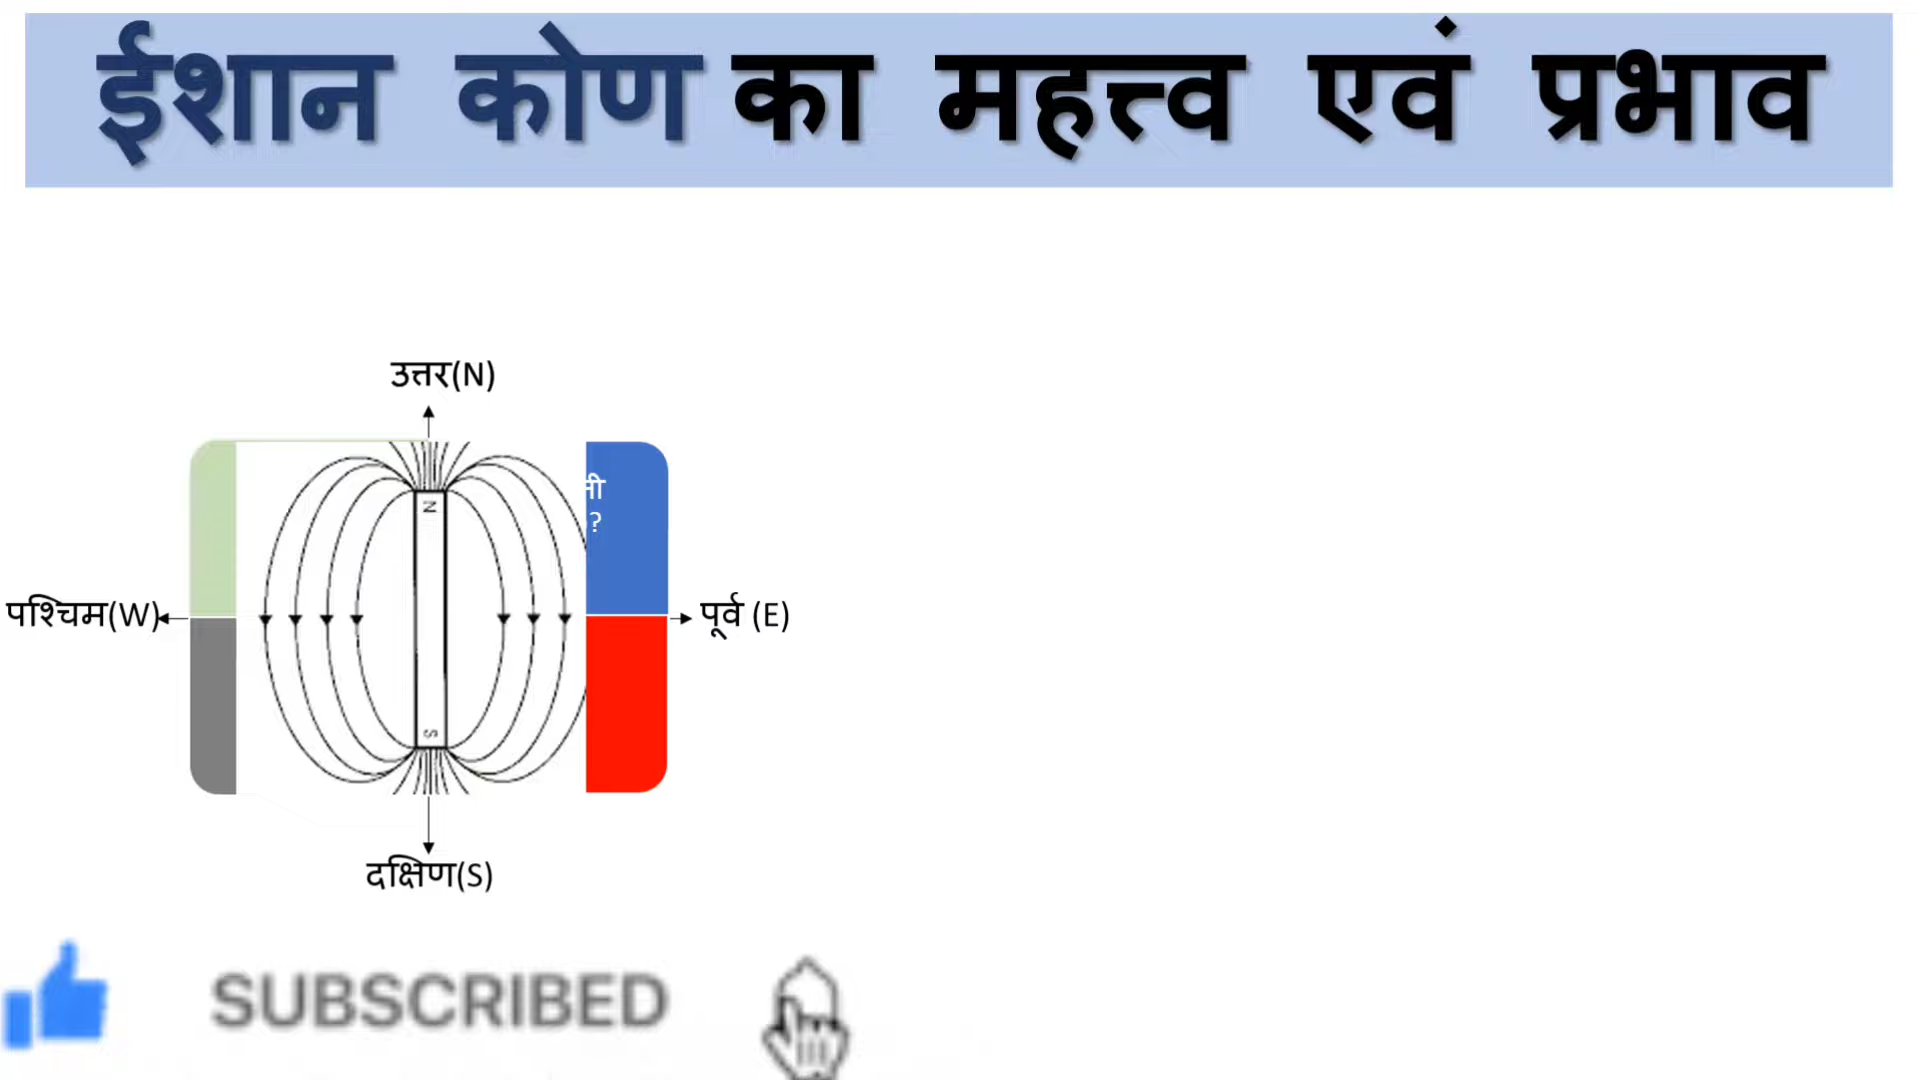 ईशान कोण का महत्त्व एवं प्रभाव
उत्तर(N)
N
?
पश्चिम(W)
पूर्व (E)
S
दक्षिण(S)
SUBSCRIBED